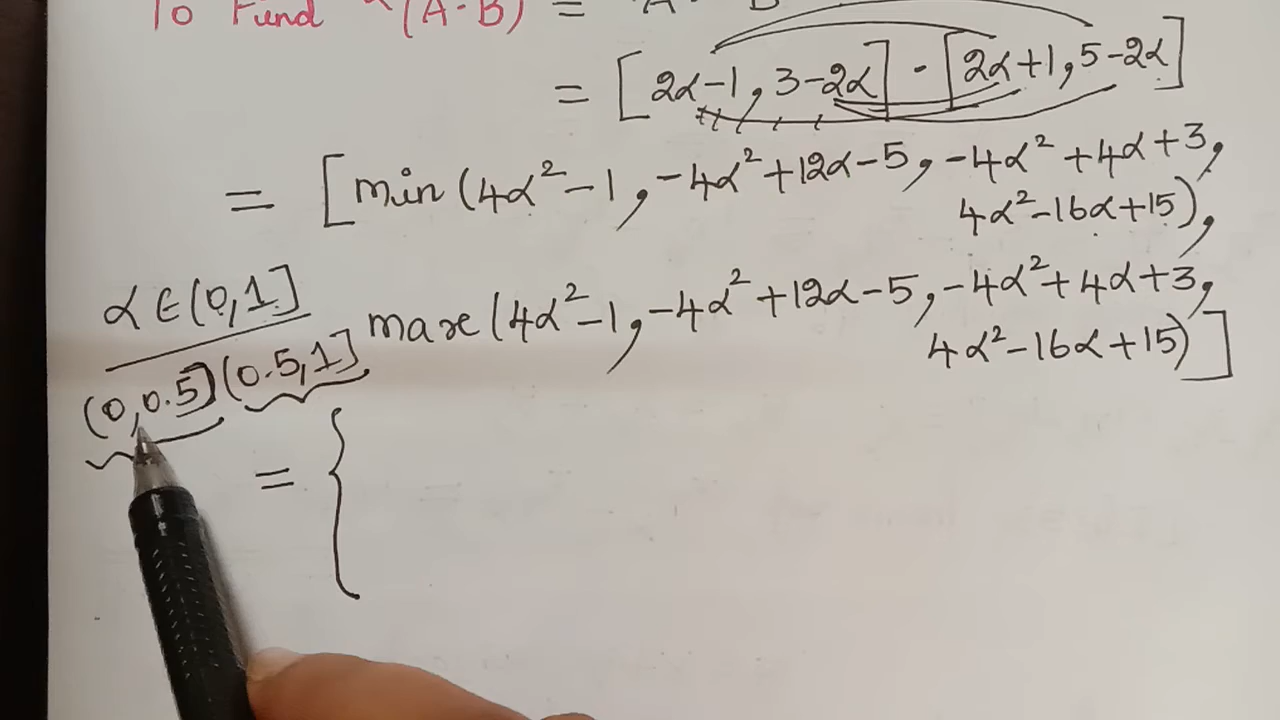 To Find α(A·B) = A · B
= [2α-1, 3-2α] · [2α+1, 5-2α]
= [min (4α²-1, -4α²+12α-5, -4α²+4α+3,
4α²-16α+15),
α∈(0,1]
max (4α²-1, -4α²+12α-5, -4α²+4α+3,
4α²-16α+15)]
(0,0.5] (0.5,1]
= {